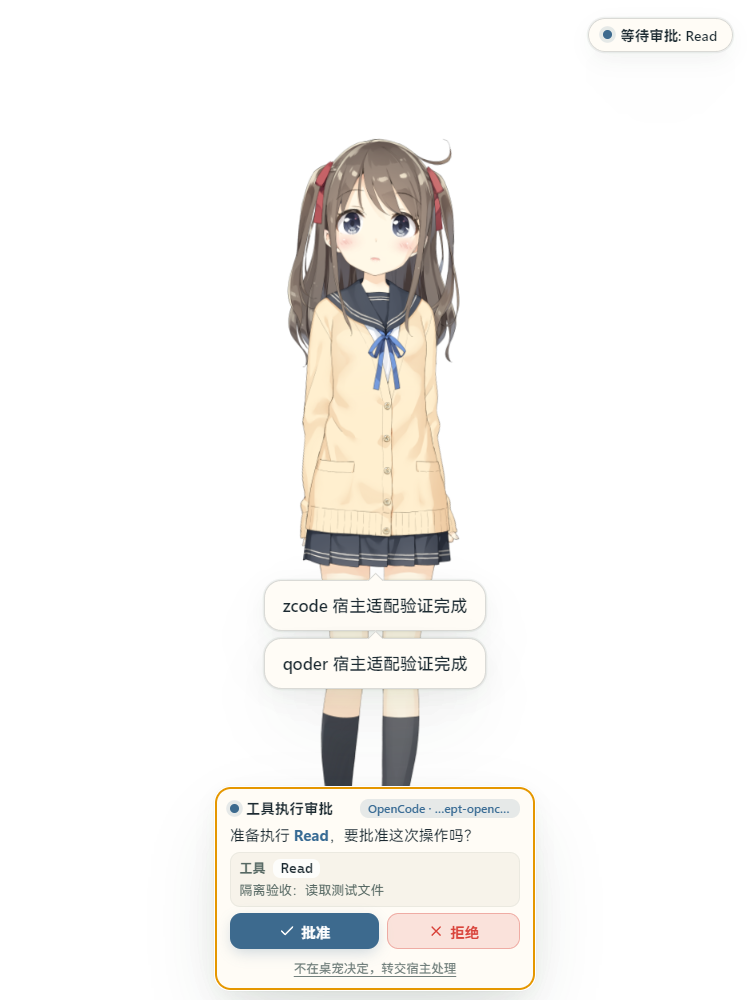 等待审批: Read
zcode 宿主适配验证完成
qoder 宿主适配验证完成
工具执行审批
OpenCode · ...ept-openc...
准备执行 Read，要批准这次操作吗？
工具 Read
隔离验收：读取测试文件
批准
拒绝
不在桌宠决定，转交宿主处理